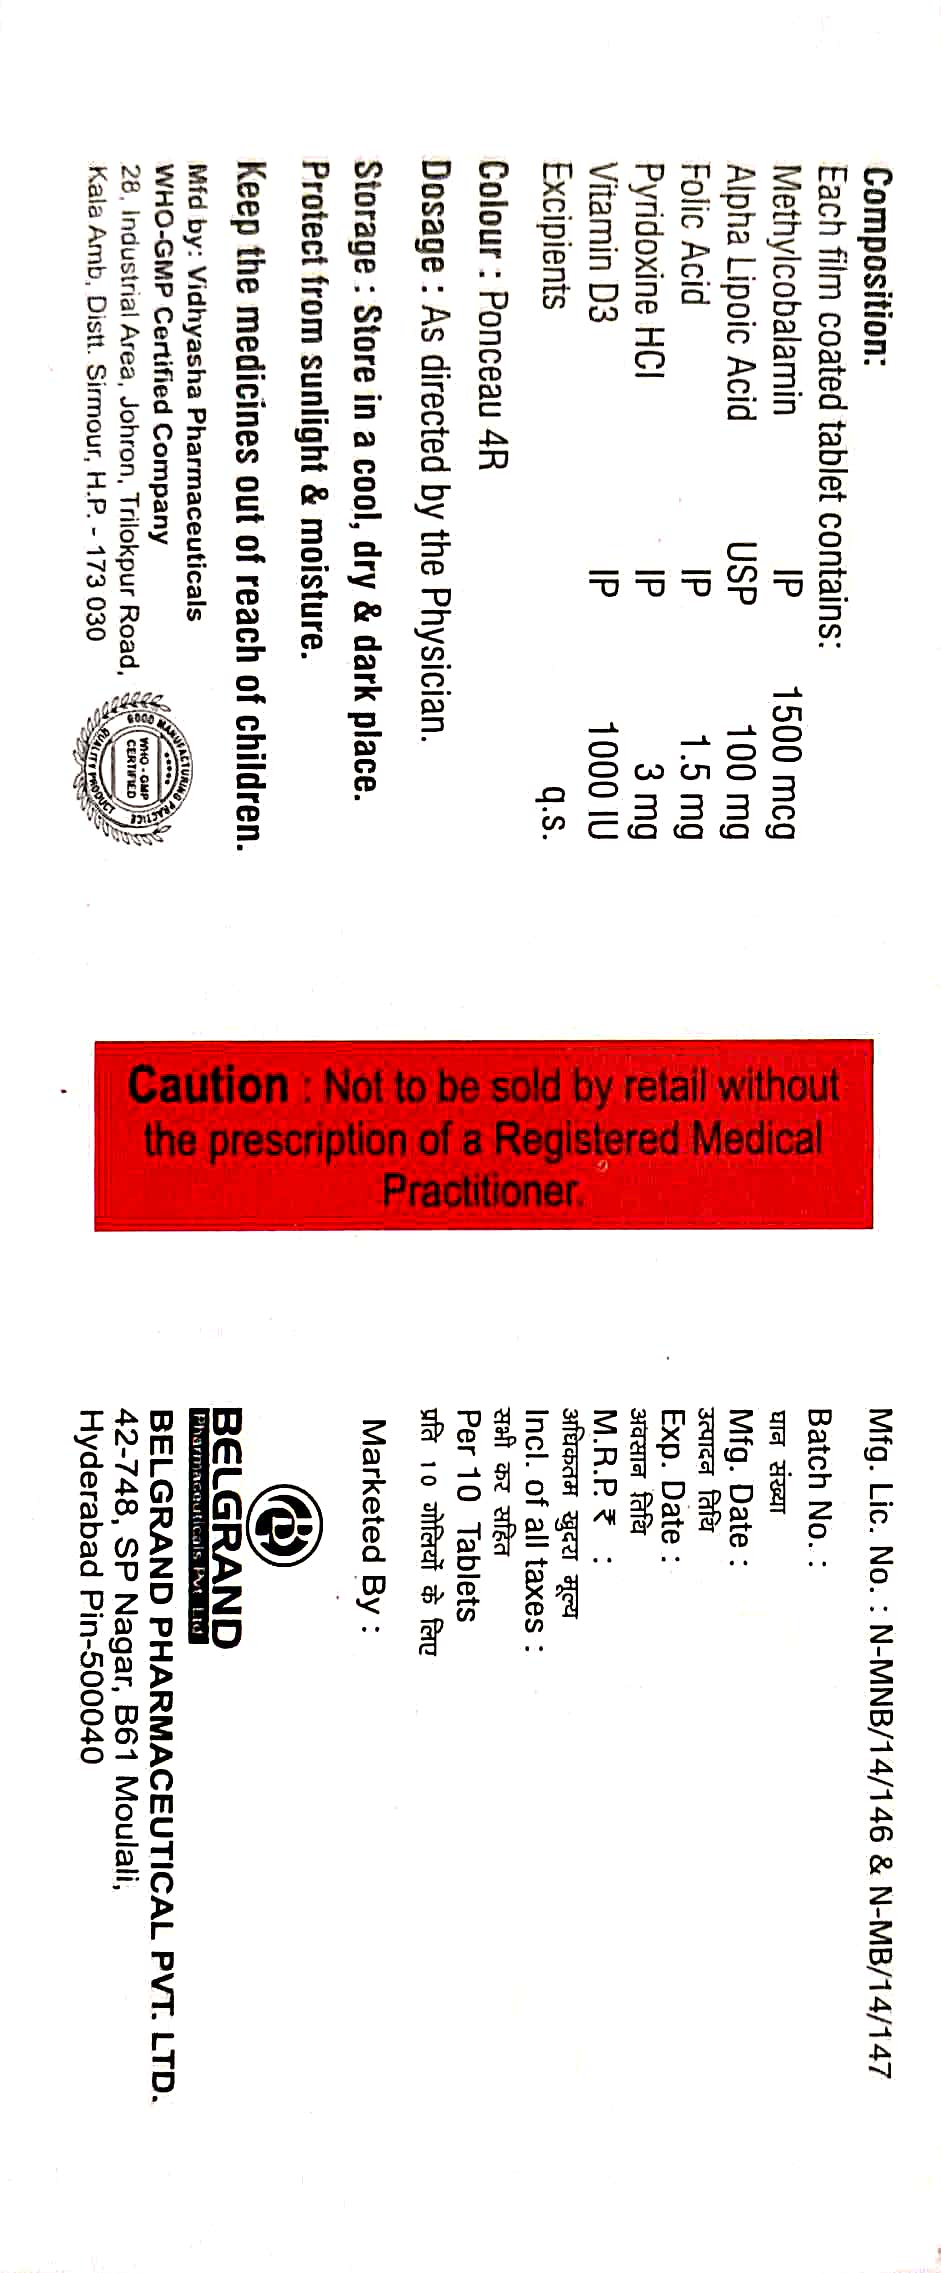 Composition:
Each film coated tablet contains:
Methylcobalamin IP 1500 mcg
Alpha Lipoic Acid USP 100 mg
Folic Acid IP 1.5 mg
Pyridoxine HCl IP 3 mg
Vitamin D3 IP 1000 IU
Excipients q.s.
Colour : Ponceau 4R
Dosage : As directed by the Physician.
Storage : Store in a cool, dry & dark place.
Protect from sunlight & moisture.
Keep the medicines out of reach of children.
Mfd by: Vidhyasha Pharmaceuticals
WHO-GMP Certified Company
28, Industrial Area, Johron, Trilokpur Road,
Kala Amb, Distt. Sirmour, H.P. - 173 030
GOOD MANUFACTURING PRACTICE
WHO - GMP
CERTIFIED
QUALITY PRODUCT
Caution : Not to be sold by retail without
the prescription of a Registered Medical
Practitioner.
Mfg. Lic. No. : N-MNB/14/146 & N-MB/14/147
Batch No. :
घान संख्या
Mfg. Date :
उत्पादन तिथि
Exp. Date :
अवसान तिथि
M.R.P. ₹ :
अधिकतम खुदरा मूल्य
Incl. of all taxes :
सभी कर सहित
Per 10 Tablets
प्रति 10 गोलियों के लिए
Marketed By :
BELGRAND
Pharmaceuticals Pvt Ltd
BELGRAND PHARMACEUTICAL PVT. LTD.
42-748, SP Nagar, B61 Moulali,
Hyderabad Pin-500040